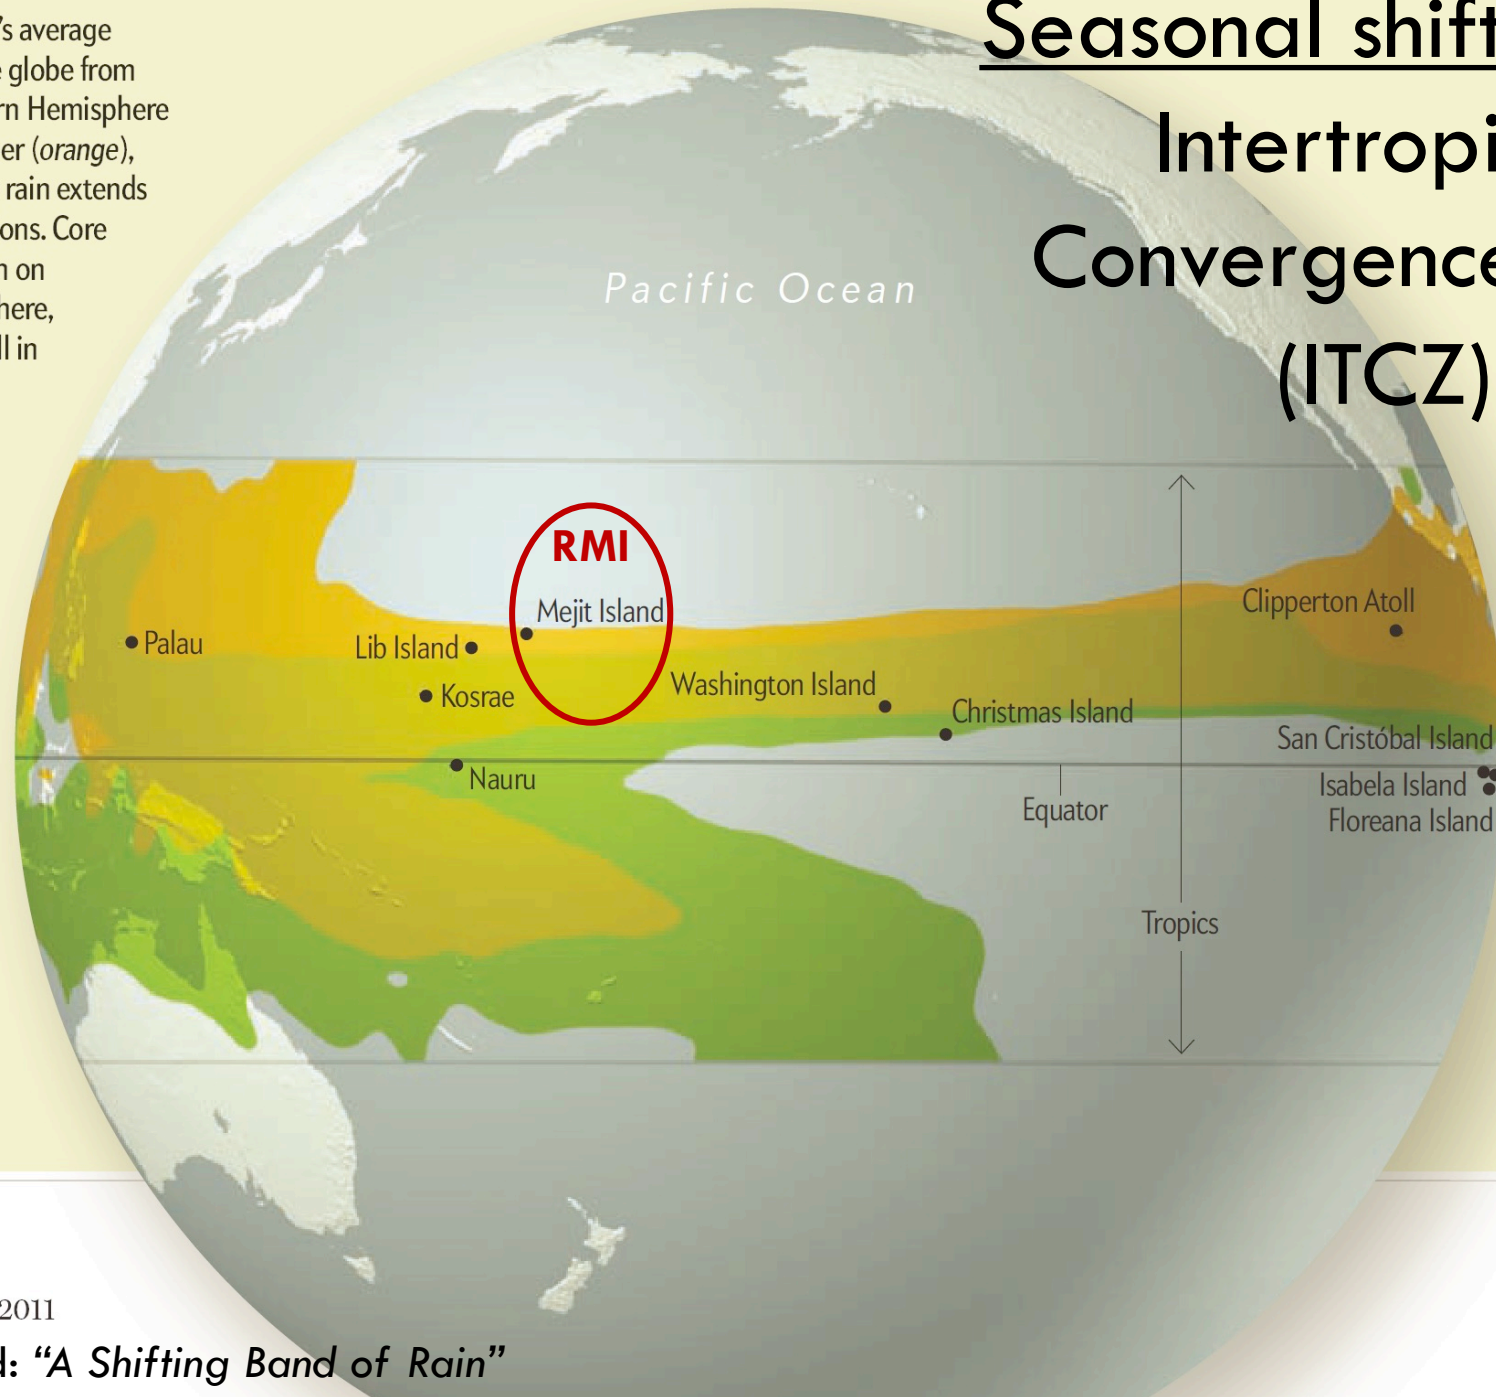 's average
globe from
rn Hemisphere
er (orange),
rain extends
ons. Core
n on
here,
ll in
Seasonal shift
Intertropi
Convergence
(ITCZ)
Pacific Ocean
RMI
Mejit Island
Clipperton Atoll
Palau
Lib Island
Kosrae
Washington Island
Christmas Island
San Cristóbal Island
Nauru
Isabela Island
Equator
Floreana Island
Tropics
2011
d: “A Shifting Band of Rain”